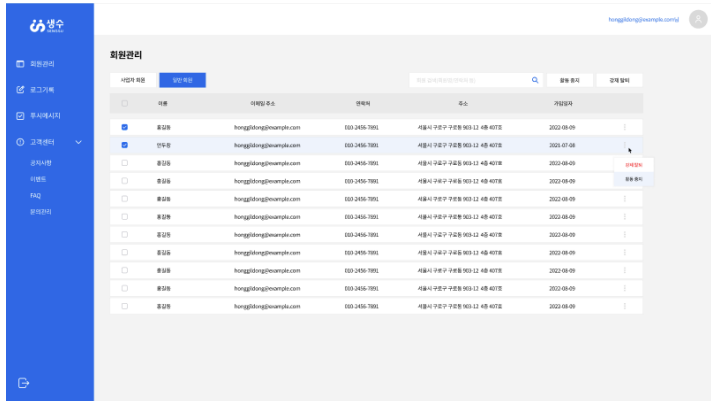 생수
honggildong@example.com님
회원관리
회원관리
로그기록
푸시메시지
고객센터
공지사항
이벤트
FAQ
문의관리
사업자 회원 일반 회원
활동 중지 강제 탈퇴
이름 이메일 주소 연락처 주소 가입일자
홍길동 honggildong@example.com 010-2456-7891 서울시 구로구 구로동 903-12 4층 407호 2022-08-09
honggildong@example.com 010-2456-7891 서울시 구로구 구로동 903-12 4층 407호 2021-07-08
홍길동 honggildong@example.com 010-2456-7891 서울시 구로구 구로동 903-12 4층 407호 2022-08-09
강제 탈퇴
홍길동 honggildong@example.com 010-2456-7891 서울시 구로구 구로동 903-12 4층 407호 2022-08-09
활동 중지
홍길동 honggildong@example.com 010-2456-7891 서울시 구로구 구로동 903-12 4층 407호 2022-08-09
홍길동 honggildong@example.com 010-2456-7891 서울시 구로구 구로동 903-12 4층 407호 2022-08-09
홍길동 honggildong@example.com 010-2456-7891 서울시 구로구 구로동 903-12 4층 407호 2022-08-09
홍길동 honggildong@example.com 010-2456-7891 서울시 구로구 구로동 903-12 4층 407호 2022-08-09
홍길동 honggildong@example.com 010-2456-7891 서울시 구로구 구로동 903-12 4층 407호 2022-08-09
홍길동 honggildong@example.com 010-2456-7891 서울시 구로구 구로동 903-12 4층 407호 2022-08-09
홍길동 honggildong@example.com 010-2456-7891 서울시 구로구 구로동 903-12 4층 407호 2022-08-09